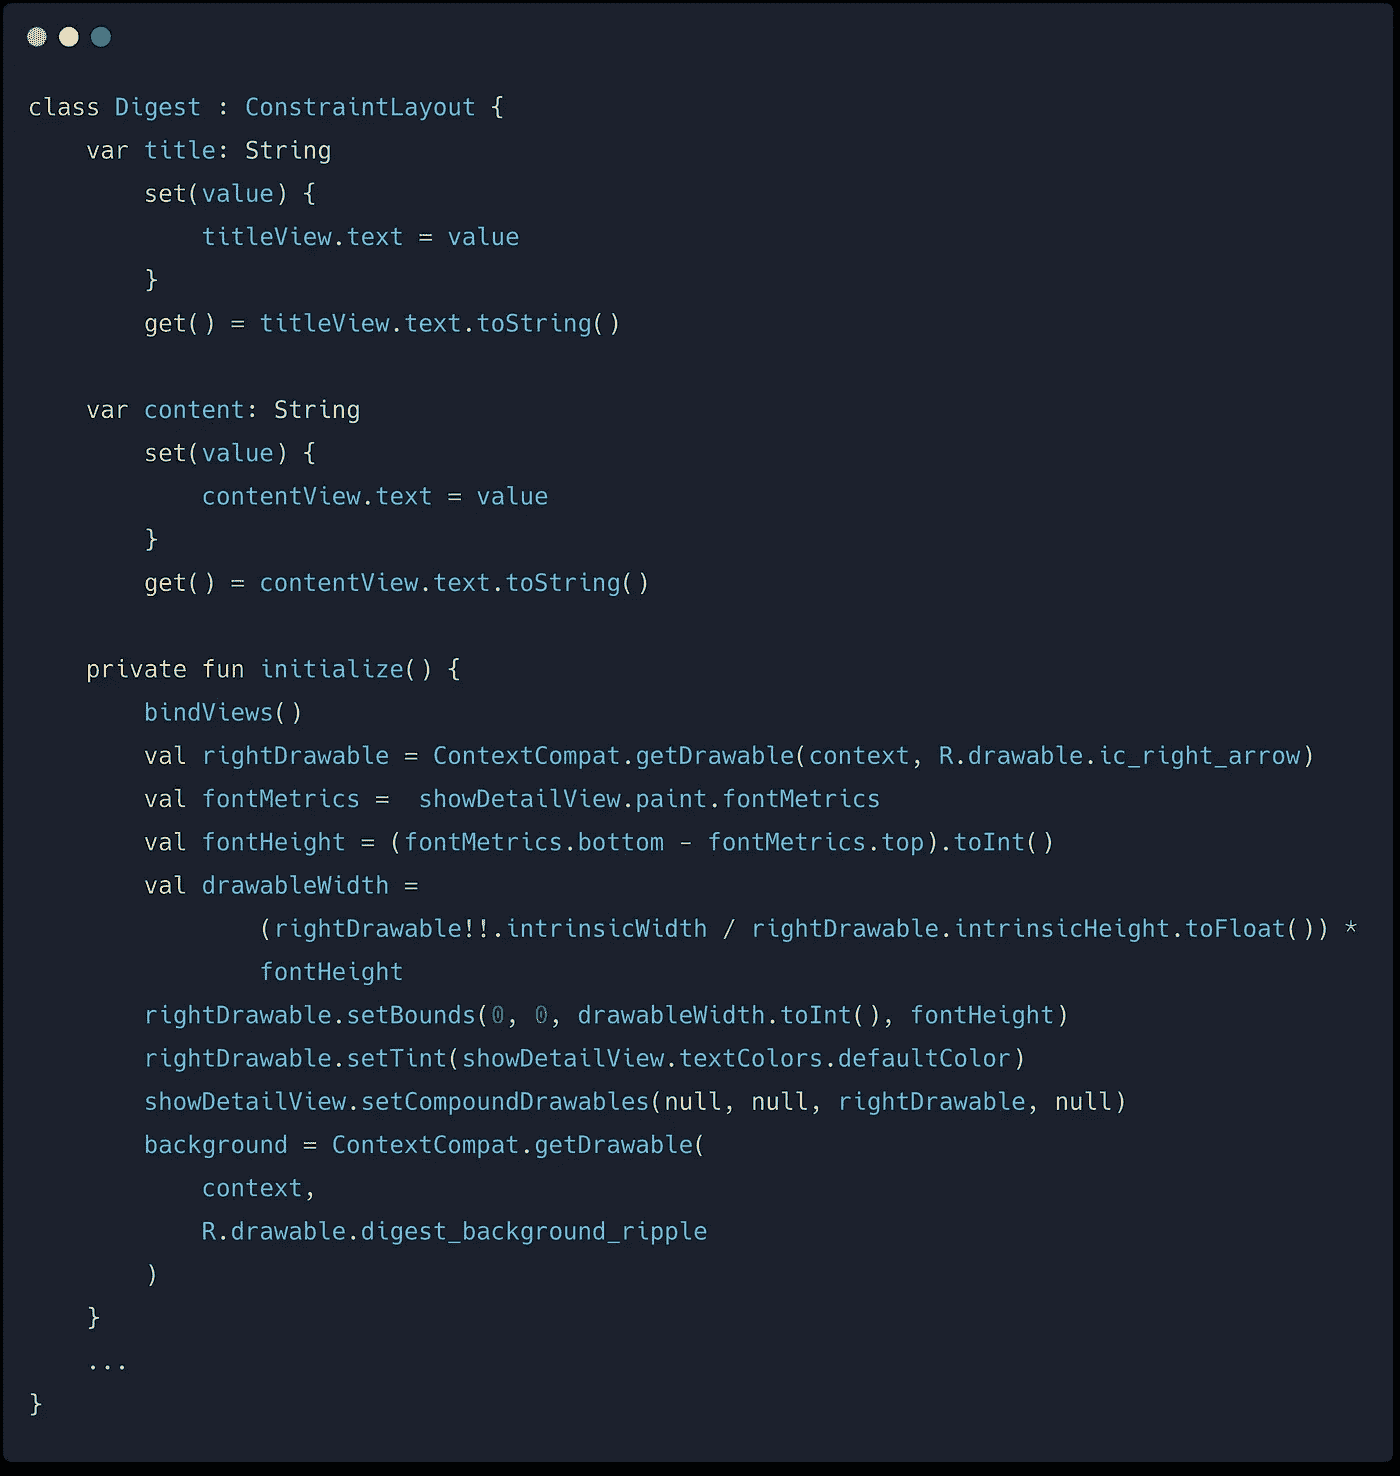 class Digest : ConstraintLayout {
    var title: String
        set(value) {
            titleView.text = value
        }
        get() = titleView.text.toString()

    var content: String
        set(value) {
            contentView.text = value
        }
        get() = contentView.text.toString()

    private fun initialize() {
        bindViews()
        val rightDrawable = ContextCompat.getDrawable(context, R.drawable.ic_right_arrow)
        val fontMetrics =  showDetailView.paint.fontMetrics
        val fontHeight = (fontMetrics.bottom - fontMetrics.top).toInt()
        val drawableWidth =
                (rightDrawable!!.intrinsicWidth / rightDrawable.intrinsicHeight.toFloat()) *
                fontHeight
        rightDrawable.setBounds(0, 0, drawableWidth.toInt(), fontHeight)
        rightDrawable.setTint(showDetailView.textColors.defaultColor)
        showDetailView.setCompoundDrawables(null, null, rightDrawable, null)
        background = ContextCompat.getDrawable(
            context,
            R.drawable.digest_background_ripple
        )
    }
    ...
}